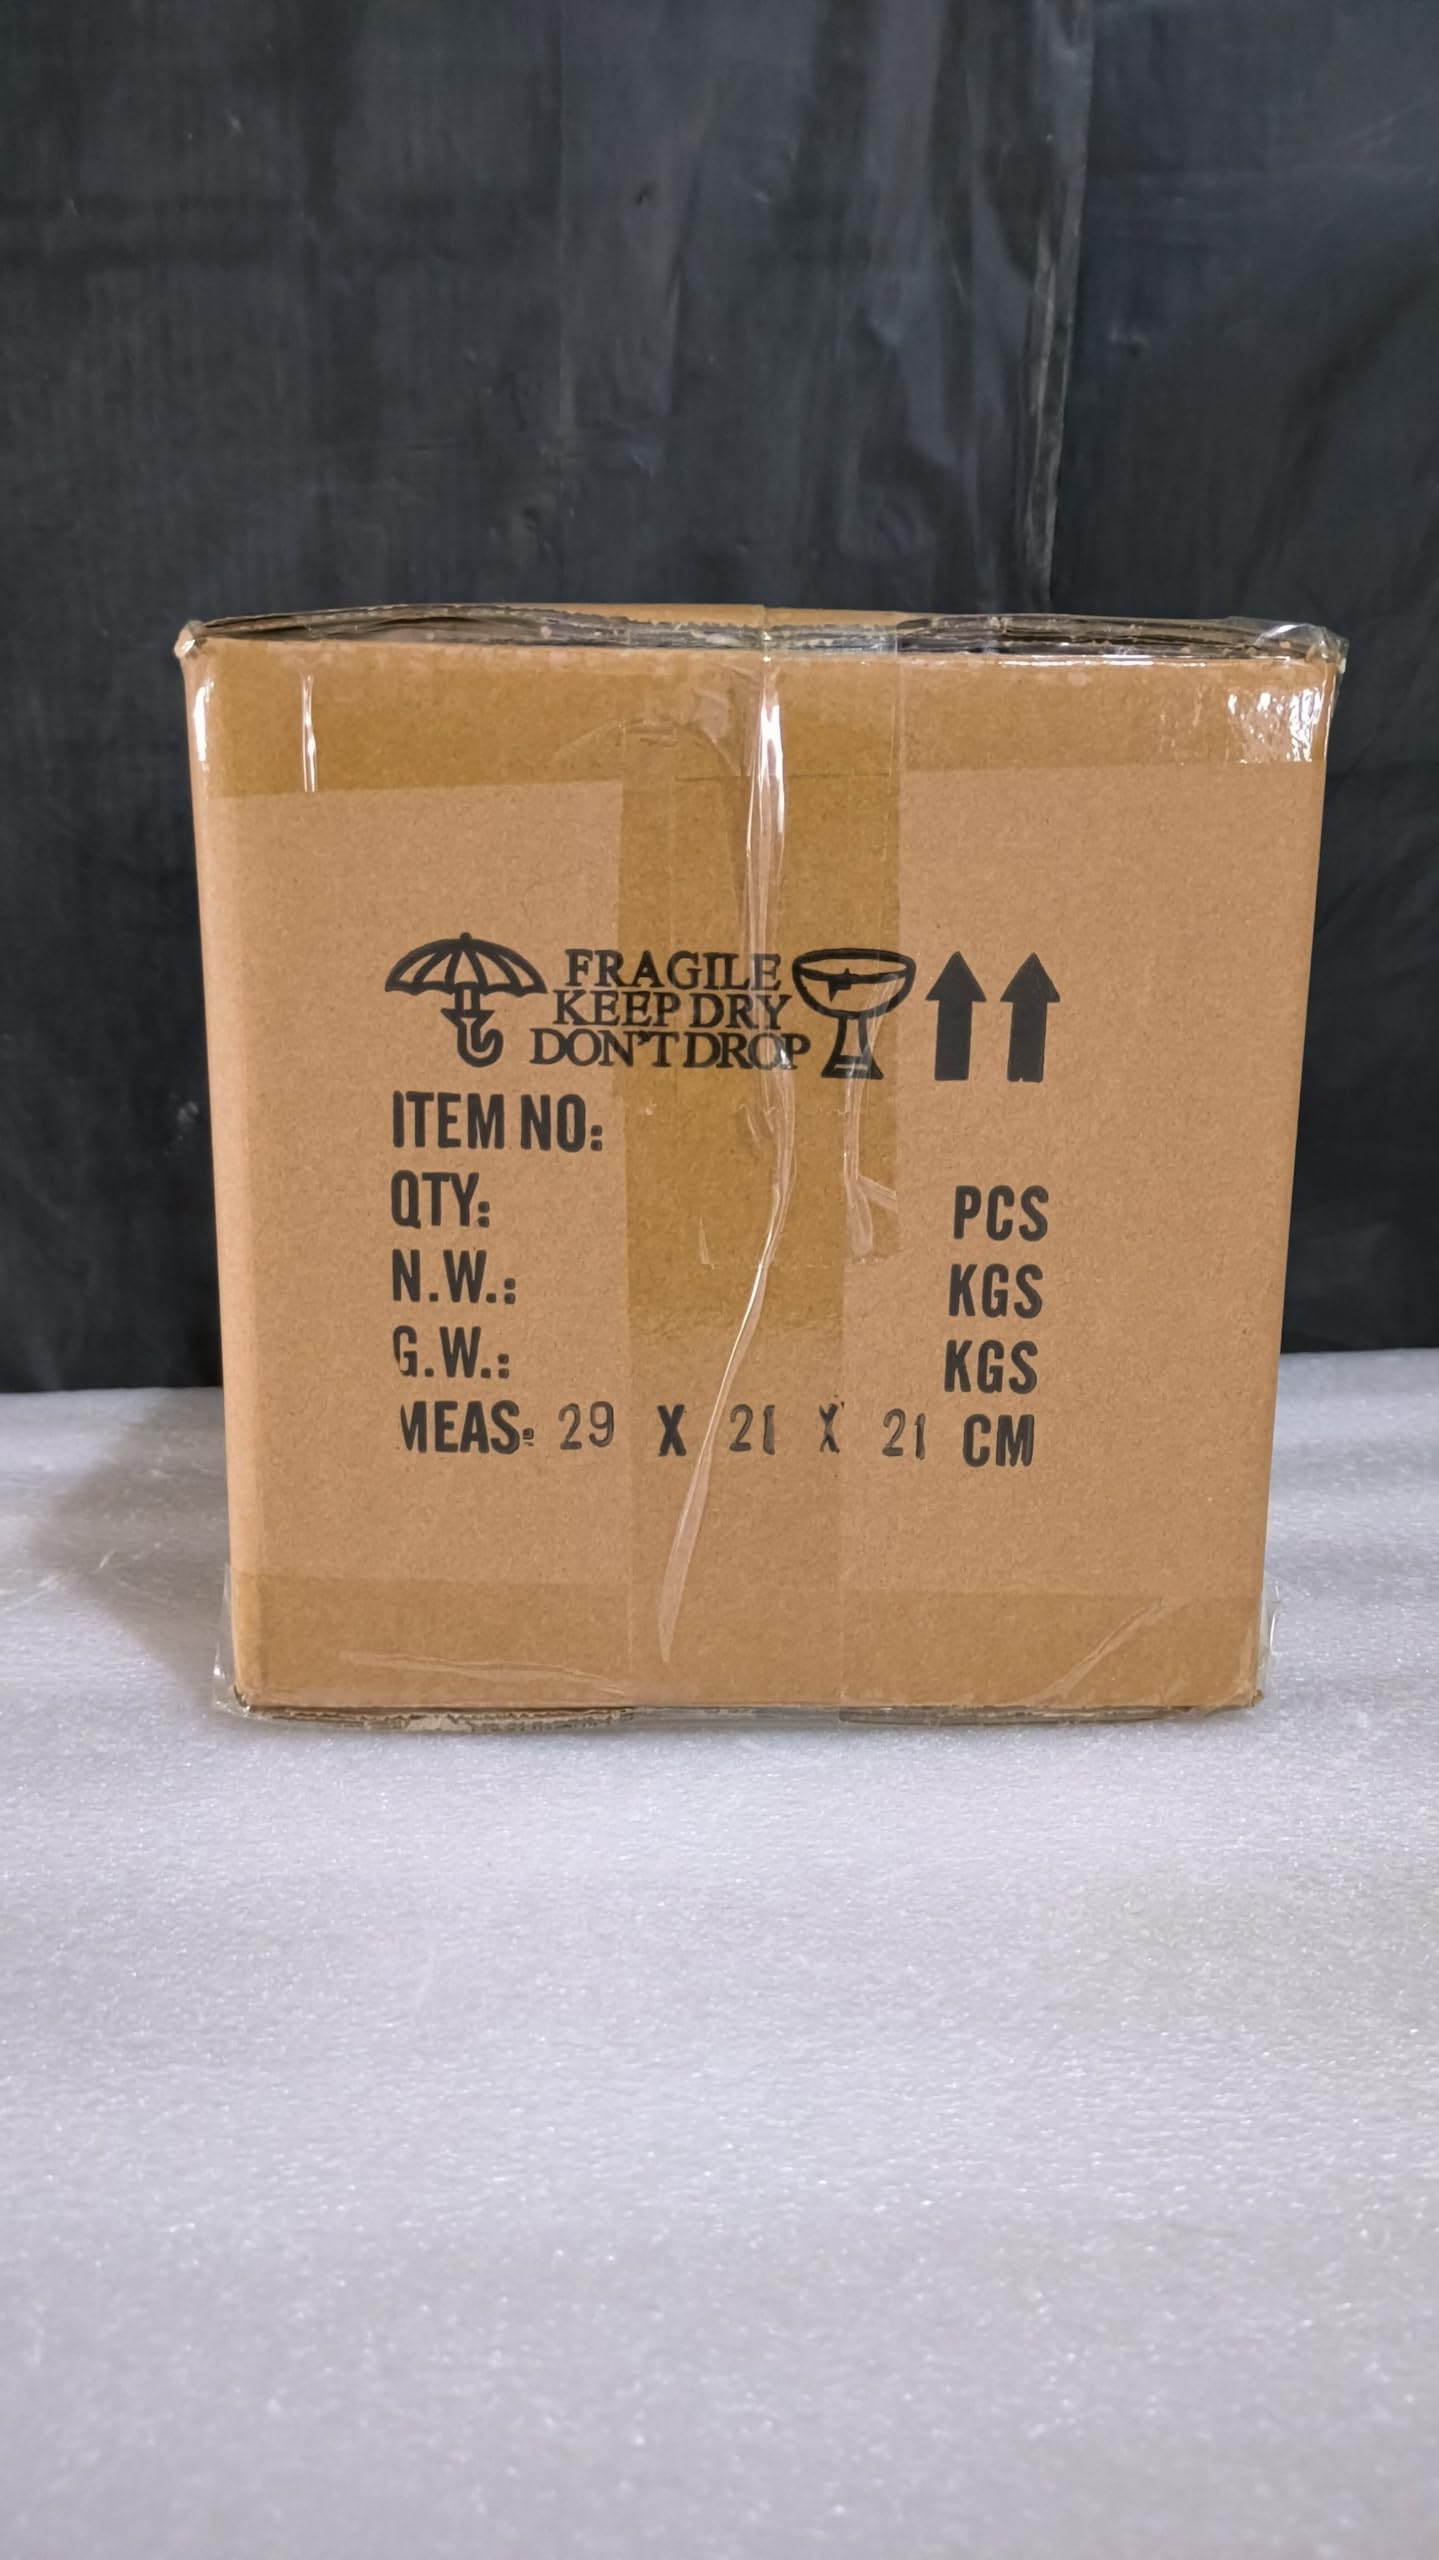 FRAGILE
KEEP DRY
DON'T DROP
ITEM NO:
QTY: PCS
N.W.: KGS
G.W.: KGS
MEAS: 29 X 21 X 21 CM